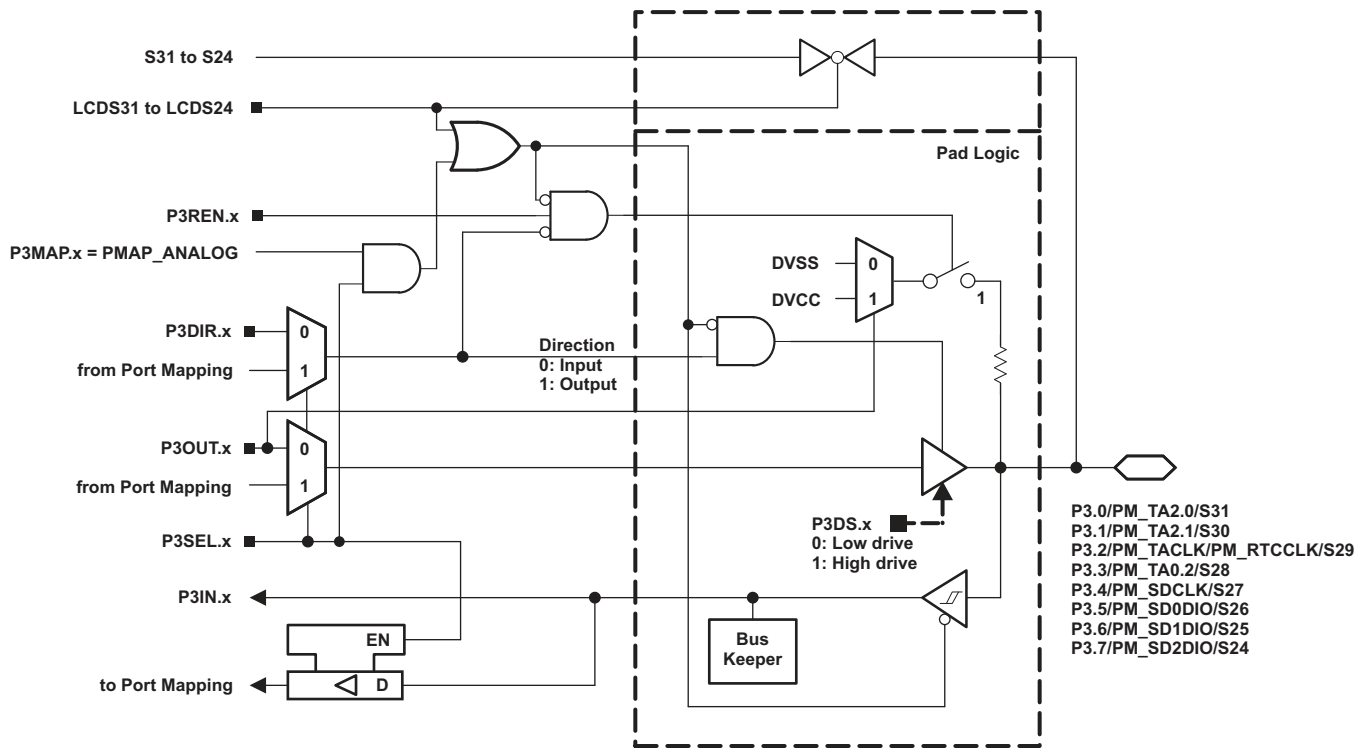 S31 to S24
LCDS31 to LCDS24
Pad Logic
P3REN.x
P3MAP.x = PMAP_ANALOG
DVSS
0
DVCC
1
1
P3DIR.x
0
from Port Mapping
1
Direction
0: Input
1: Output
P3OUT.x
0
from Port Mapping
1
P3SEL.x
P3DS.x
0: Low drive
1: High drive
P3.0/PM_TA2.0/S31
P3.1/PM_TA2.1/S30
P3.2/PM_TACLK/PM_RTCCLK/S29
P3.3/PM_TA0.2/S28
P3.4/PM_SDCLK/S27
P3.5/PM_SD0DIO/S26
P3.6/PM_SD1DIO/S25
P3.7/PM_SD2DIO/S24
P3IN.x
Bus
Keeper
EN
to Port Mapping
D